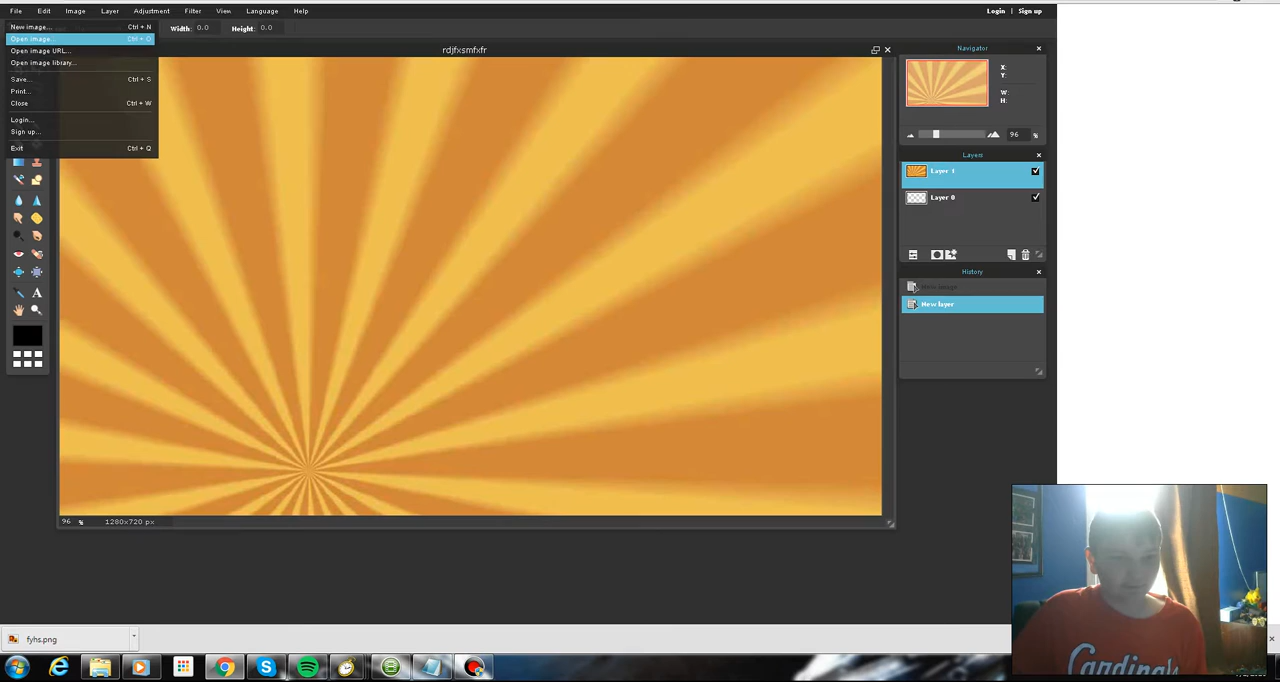 File Edit Image Layer Adjustment Filter View Language Help Login Sign up
New image... Ctrl + N
Open image... Ctrl + O
Open image URL...
Open image library...
Save... Ctrl + S
Print...
Close Ctrl + W
Login...
Sign up...
Exit Ctrl + Q
Width: 0.0 Height: 0.0
rdjfxsmfxfr
Navigator
X:
Y:
W:
H:
96 %
Layers
Layer 1
Layer 0
History
New layer
96 % 1280x720 px
fyhs.png
Cardinals